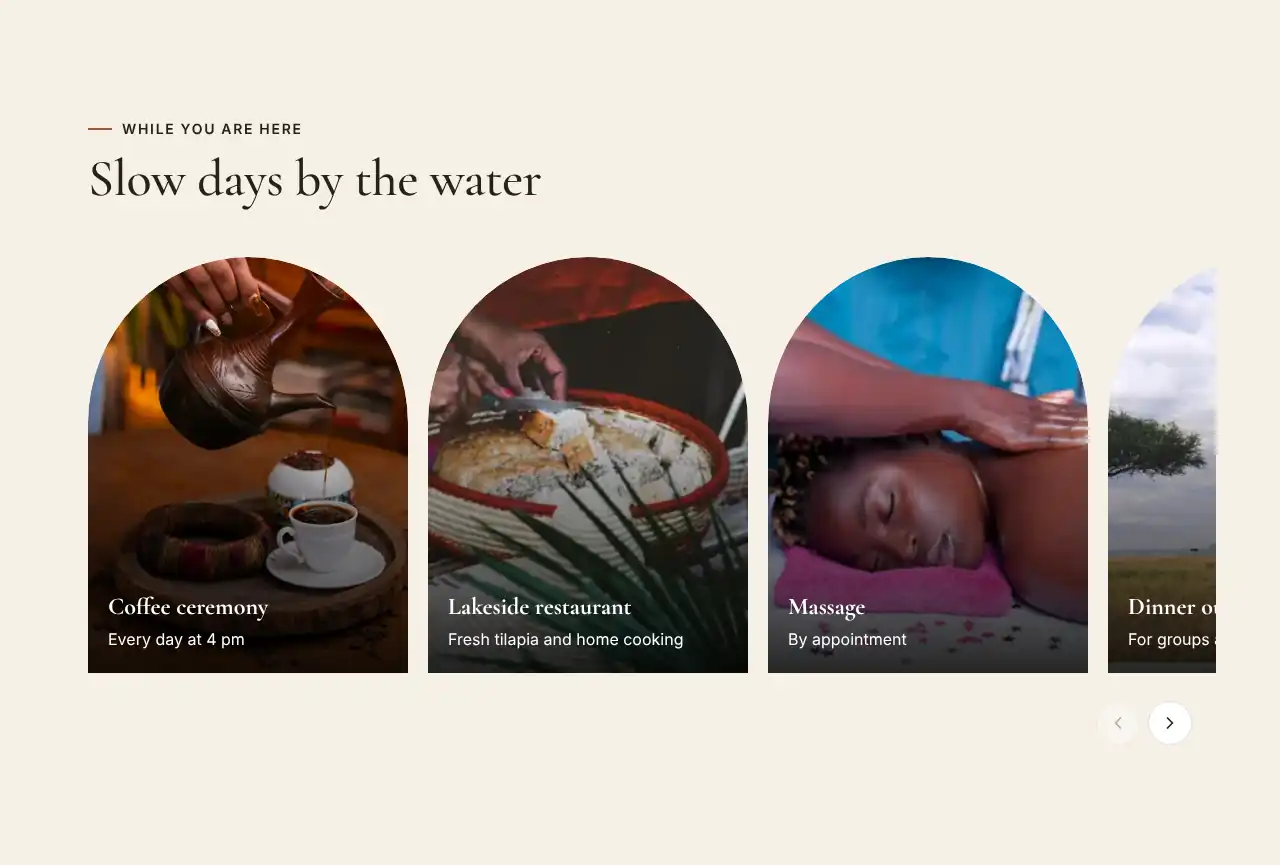 WHILE YOU ARE HERE
Slow days by the water
Coffee ceremony
Every day at 4 pm
Lakeside restaurant
Fresh tilapia and home cooking
Massage
By appointment
Dinner
For groups